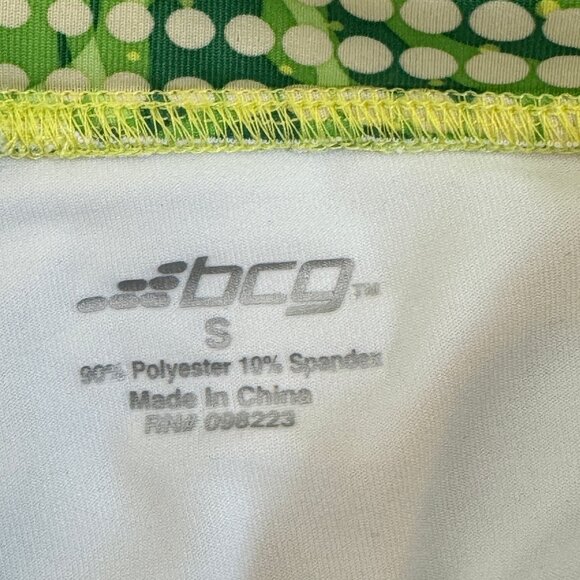 bcg™
S
90% Polyester 10% Spandex
Made In China
RN# 098223